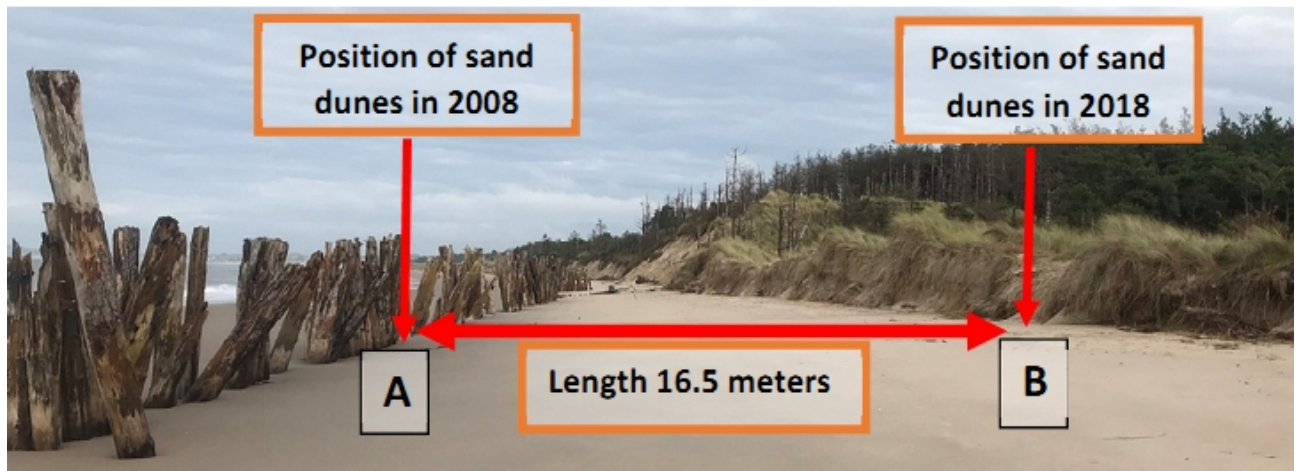 Position of sand
dunes in 2008
Position of sand
dunes in 2018
Length 16.5 meters
A
B